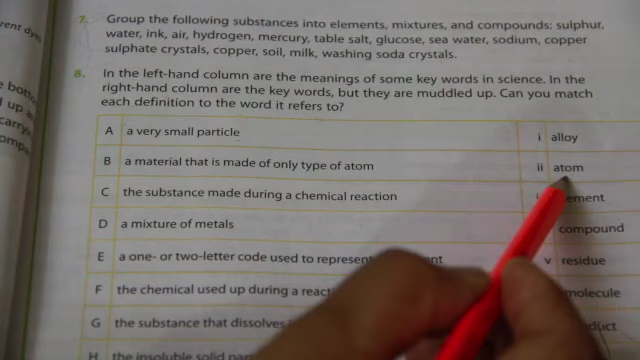 rent dye
7. Group the following substances into elements, mixtures, and compounds: sulphur,
water, ink, air, hydrogen, mercury, table salt, glucose, sea water, sodium, copper
sulphate crystals, copper, soil, milk, washing soda crystals.
8. In the left-hand column are the meanings of some key words in science. In the
right-hand column are the key words, but they are muddled up. Can you match
each definition to the word it refers to?
A a very small particle i alloy
B a material that is made of only type of atom ii atom
C the substance made during a chemical reaction ement
D a mixture of metals compound
E a one- or two-letter code used to represent nt v residue
F the chemical used up during a reacti molecule
G the substance that dissolves duct
H the insoluble solid